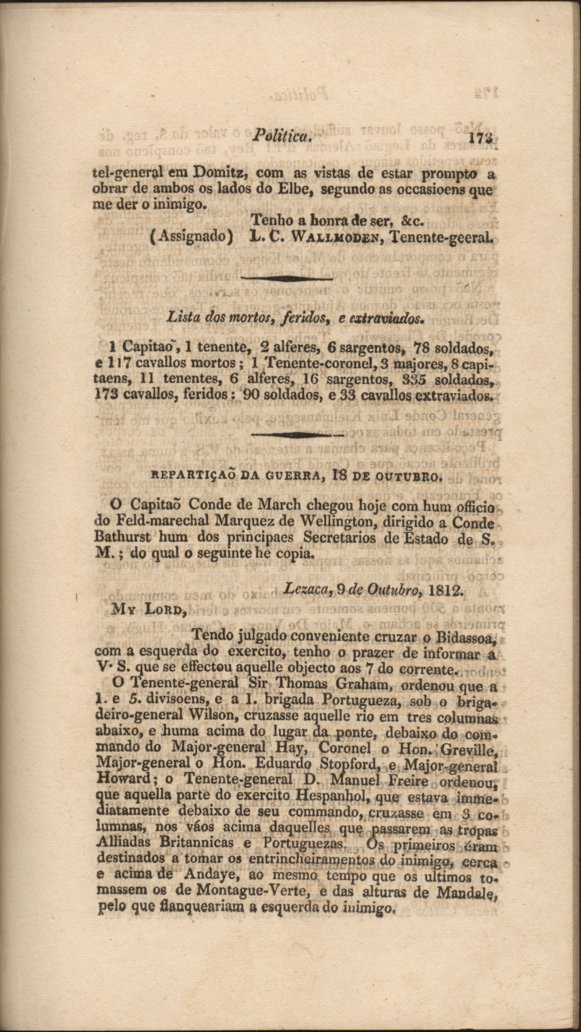 Politica. 173
tel-general em Domitz, com as vistas de estar prompto a
obrar de ambos os lados do Elbe, segundo as occasioens que
me der o inimigo.
Tenho a honra de ser, &c.
(Assignado) L. C. WALLMODEN, Tenente-geeral.
Lista dos mortos, feridos, e extraviados.
1 Capitaõ, 1 tenente, 2 alferes, 6 sargentos, 78 soldados,
e 117 cavallos mortos; 1 Tenente-coronel, 3 majores, 8 capi-
taens, 11 tenentes, 6 alferes, 16 sargentos, 335 soldados,
173 cavallos, feridos: 90 soldados, e 33 cavallos extraviados.
REPARTIÇAÕ DA GUERRA, 18 DE OUTUBRO.
O Capitaõ Conde de March chegou hoje com hum officio
do Feld-marechal Marquez de Wellington, dirigido a Conde
Bathurst hum dos principaes Secretarios de Estado de S.
M.; do qual o seguinte he copia.
Lezaca, 9 de Outubro, 1812.
MY LORD,
Tendo julgado conveniente cruzar o Bidassoa,
com a esquerda do exercito, tenho o prazer de informar a
V. S. que se effectou aquelle objecto aos 7 do corrente.
O Tenente-general Sir Thomas Graham, ordenou que a
1. e 5. divisoens, e a 1. brigada Portugueza, sob o briga-
deiro-general Wilson, cruzasse aquelle rio em tres columnas
abaixo, e huma acima do lugar da ponte, debaixo do com-
mando do Major-general Hay, Coronel o Hon. Greville,
Major-general o Hon. Eduardo Stopford, e Major-general
Howard; o Tenente-general D. Manuel Freire ordenou,
que aquella parte do exercito Hespanhol, que estava imme-
diatamente debaixo de seu commando, cruzasse em 3 co-
lumnas, nos váos acima daquelles que passarem as tropas
Alliadas Britannicas e Portuguezas. Os primeiros éram
destinados a tomar os entrincheiramentos do inimigo, cerca
e acima de Andaye, ao mesmo tempo que os ultimos to-
massem os de Montague-Verte, e das alturas de Mandale,
pelo que flanqueariam a esquerda do inimigo.